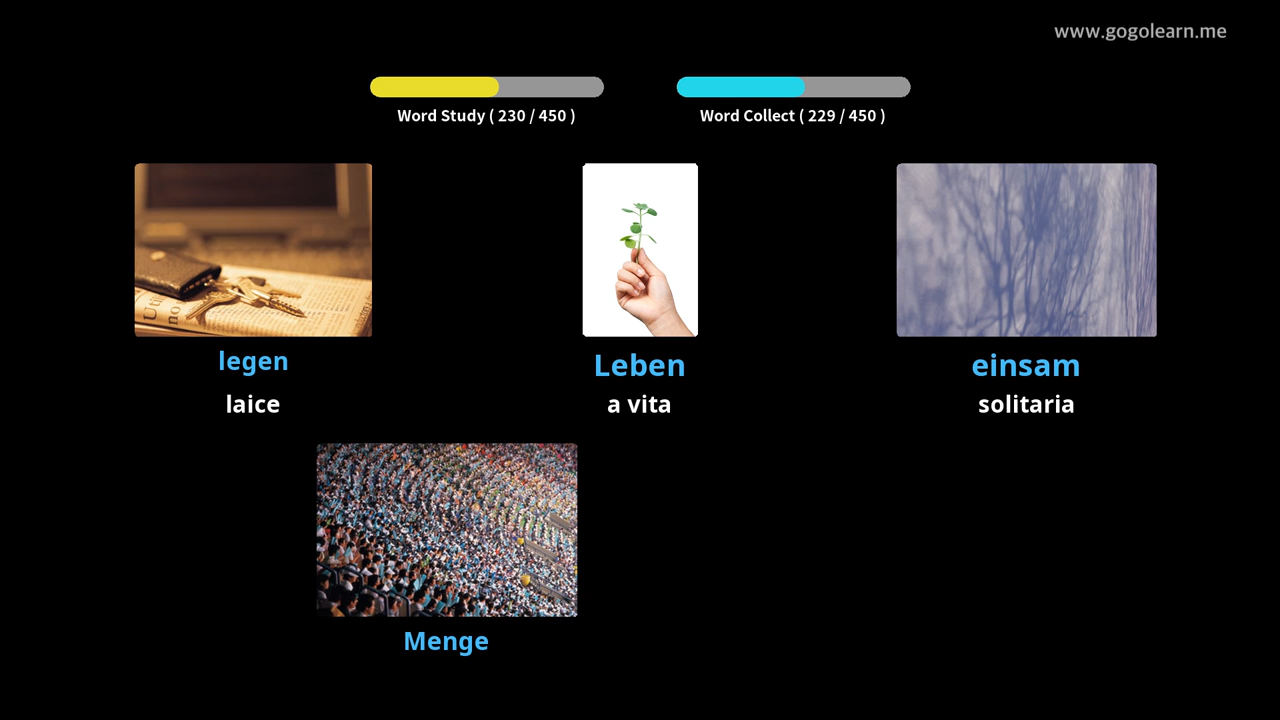 www.gogolearn.me
Word Study ( 230 / 450 )
Word Collect ( 229 / 450 )
legen
laice
Leben
a vita
einsam
solitaria
Menge